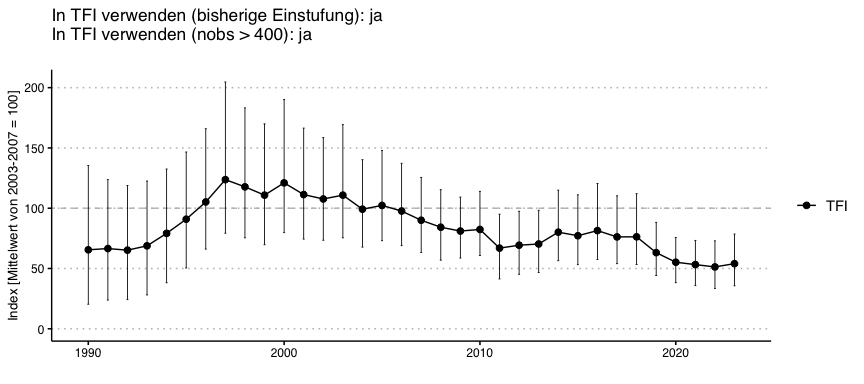 In TFI verwenden (bisherige Einstufung): ja
In TFI verwenden (nobs > 400): ja
Index [Mittelwert von 2003-2007 = 100]
200
150
100
50
0
1990
2000
2010
2020
TFI